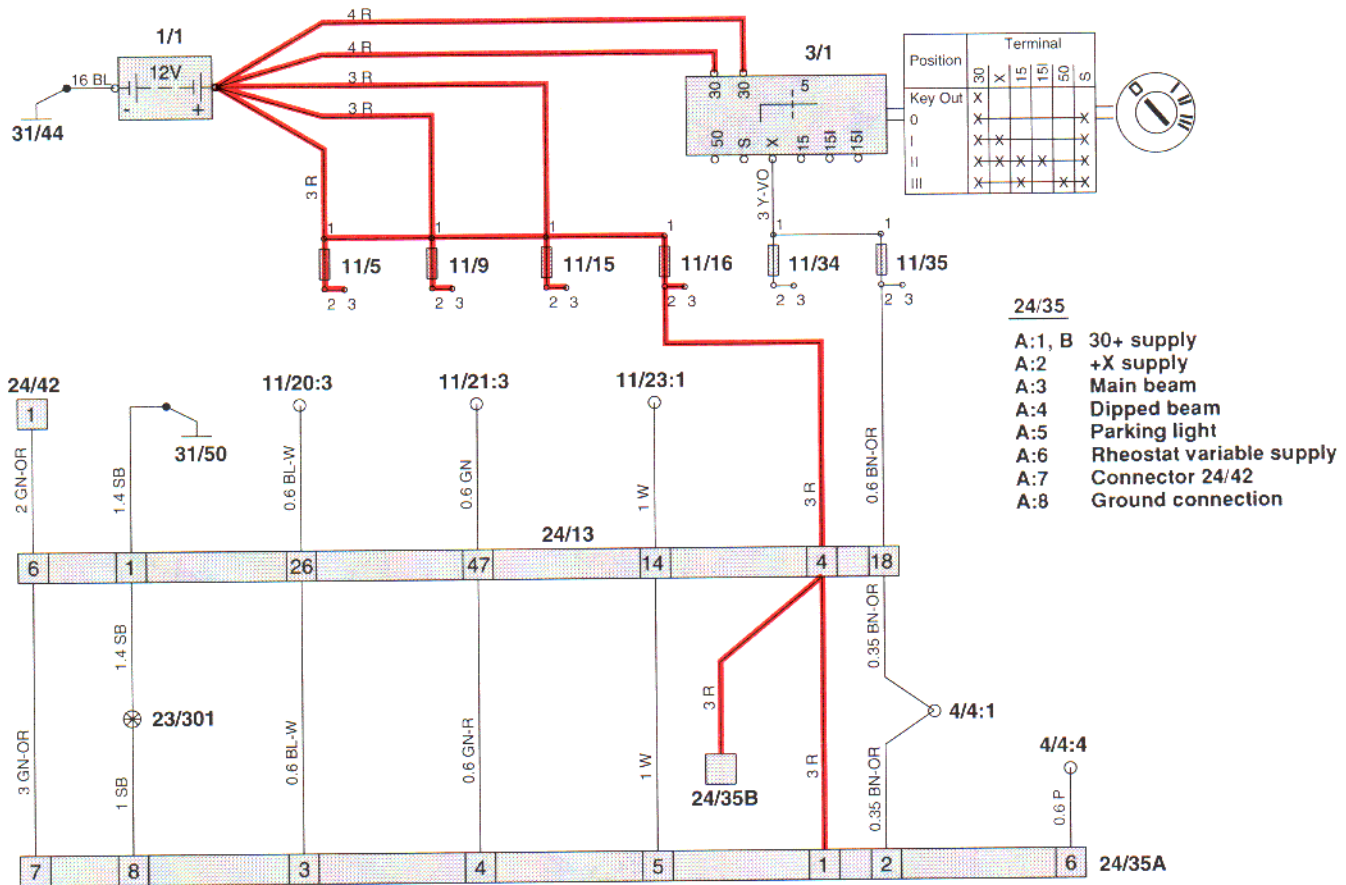 4 R
1/1
4 R
3/1
12V
- +
16 BL
31/44
3 R
3 R
3 R
30 30
5
50 S X 15 15I 15I
3 Y-VO
Position Terminal
30 X 15 15I 50 S
Key Out X
0 X X
I X X X
II X X X X X
III X X X X
0 I II III
1 1 1 1 1 1
11/5 11/9 11/15 11/16 11/34 11/35
2 3 2 3 2 3 2 3 2 3 2 3
24/35
A:1, B 30+ supply
A:2 +X supply
A:3 Main beam
A:4 Dipped beam
A:5 Parking light
A:6 Rheostat variable supply
A:7 Connector 24/42
A:8 Ground connection
24/42
1
11/20:3 11/21:3 11/23:1
31/50
2 GN-OR 1.4 SB 0.6 BL-W 0.6 GN 1 W 3 R 0.6 BN-OR
24/13
6 1 26 47 14 4 18
1.4 SB 0.35 BN-OR
3 R
23/301 4/4:1
3 GN-OR 1 SB 0.6 BL-W 0.6 GN-R 1 W 3 R 0.35 BN-OR
4/4:4
24/35B
0.6 P
7 8 3 4 5 1 2 6 24/35A